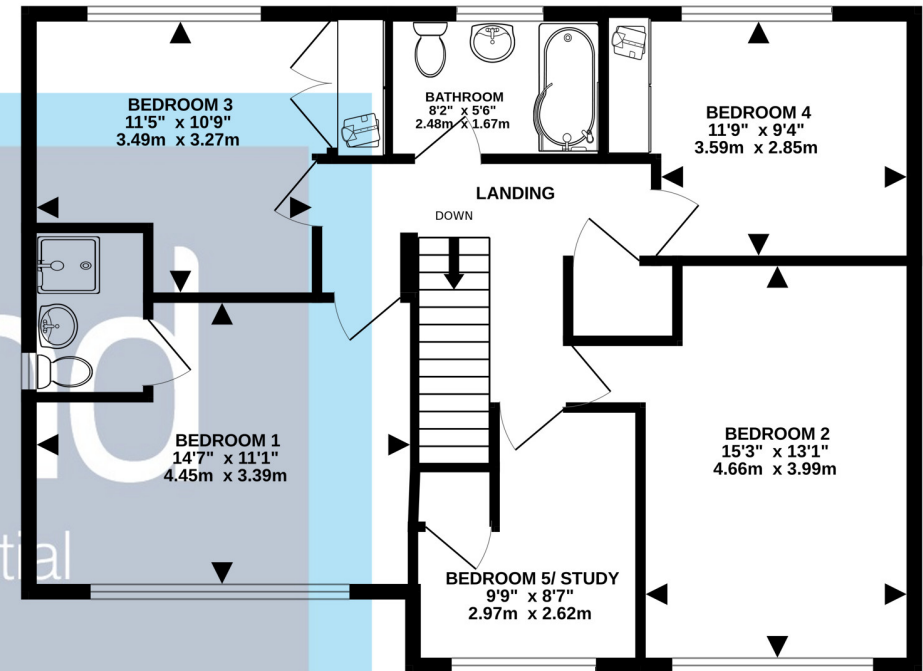 BEDROOM 3
11'5" x 10'9"
3.49m x 3.27m
BATHROOM
8'2" x 5'6"
2.48m x 1.67m
BEDROOM 4
11'9" x 9'4"
3.59m x 2.85m
LANDING
DOWN
BEDROOM 1
14'7" x 11'1"
4.45m x 3.39m
BEDROOM 2
15'3" x 13'1"
4.66m x 3.99m
BEDROOM 5/ STUDY
9'9" x 8'7"
2.97m x 2.62m
nd
tial